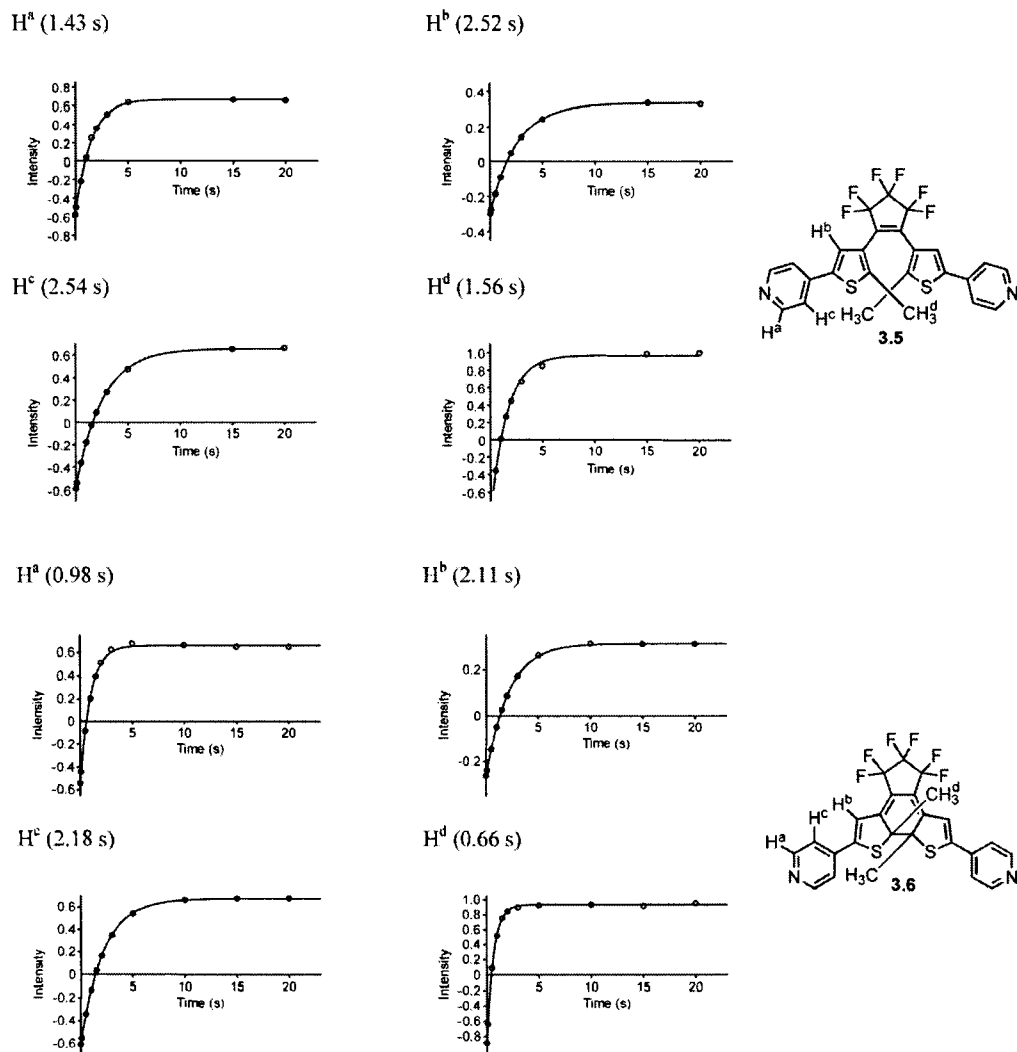 Hᵃ (1.43 s)
Hᵇ (2.52 s)
0.8
0.6
0.4
0.2
0
-0.2
-0.4
-0.6
-0.8
Intensity
5 10 15 20
Time (s)
0.4
0.2
0
-0.2
-0.4
Intensity
5 10 15 20
Time (s)
Hᶜ (2.54 s)
Hᵈ (1.56 s)
0.6
0.4
0.2
0
-0.2
-0.4
-0.6
Intensity
5 10 15 20
Time (s)
1.0
0.8
0.6
0.4
0.2
0
-0.2
-0.4
-0.6
Intensity
5 10 15 20
Time (s)
F F F F
F F
Hᵇ
S S
N N
H₃C CH₃ᵈ
Hᶜ
Hᵃ
3.5
Hᵃ (0.98 s)
Hᵇ (2.11 s)
0.6
0.4
0.2
0
-0.2
-0.4
-0.6
Intensity
5 10 15 20
Time (s)
0.2
0
-0.2
Intensity
5 10 15 20
Time (s)
Hᶜ (2.18 s)
Hᵈ (0.66 s)
0.6
0.4
0.2
0
-0.2
-0.4
-0.6
Intensity
5 10 15 20
Time (s)
1.0
0.8
0.6
0.4
0.2
0
-0.2
-0.4
-0.6
-0.8
Intensity
5 10 15 20
Time (s)
F F F F
F F
CH₃ᵈ
Hᶜ Hᵇ
Hᵃ
S S
N N
H₃C
3.6